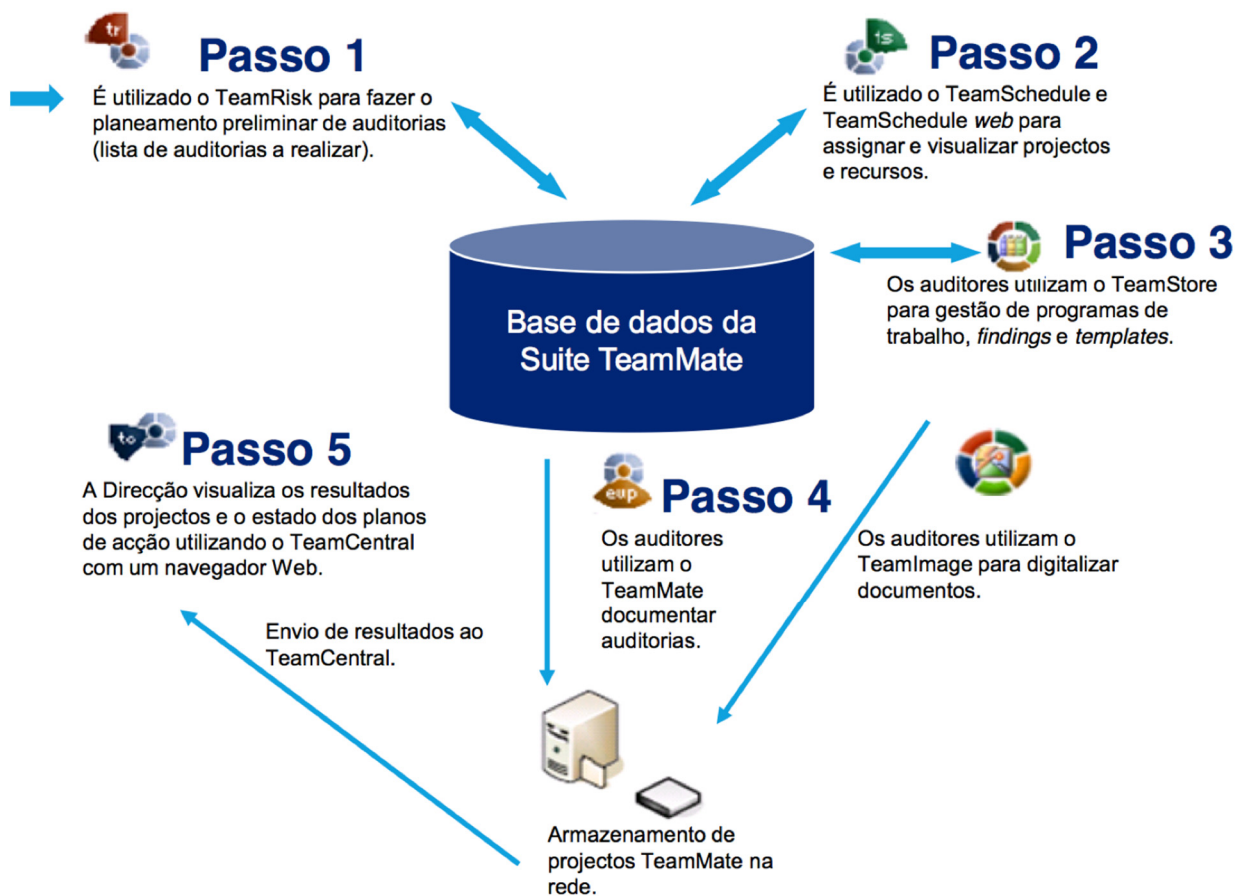 tr
Passo 1
É utilizado o TeamRisk para fazer o
planeamento preliminar de auditorias
(lista de auditorias a realizar).
ts
Passo 2
É utilizado o TeamSchedule e
TeamSchedule web para
assignar e visualizar projectos
e recursos.
Passo 3
Os auditores utilizam o TeamStore
para gestão de programas de
trabalho, findings e templates.
Base de dados da
Suite TeamMate
tc
Passo 5
A Direcção visualiza os resultados
dos projectos e o estado dos planos
de acção utilizando o TeamCentral
com um navegador Web.
Envio de resultados ao
TeamCentral.
ewp
Passo 4
Os auditores
utilizam o
TeamMate
documentar
auditorias.
Os auditores utilizam o
TeamImage para digitalizar
documentos.
Armazenamento de
projectos TeamMate na
rede.